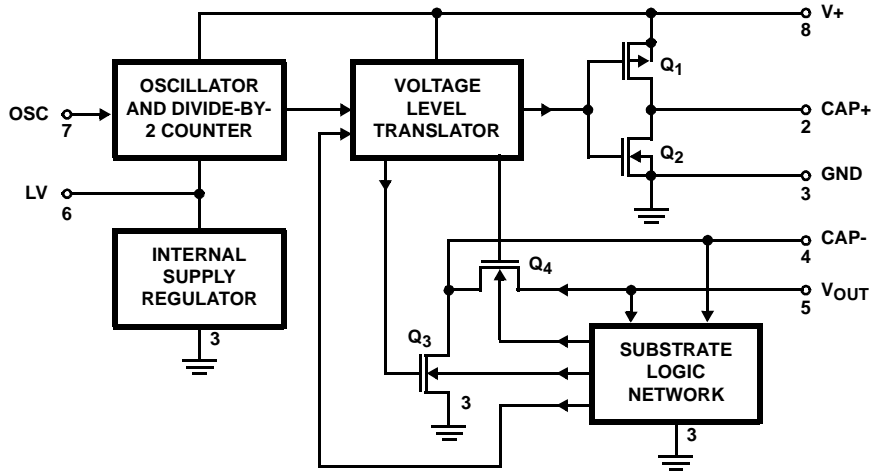 V+
8
OSCILLATOR
AND DIVIDE-BY-
2 COUNTER
VOLTAGE
LEVEL
TRANSLATOR
Q1
OSC
7
CAP+
2
Q2
GND
3
LV
6
INTERNAL
SUPPLY
REGULATOR
3
CAP-
4
Q4
VOUT
5
Q3
3
SUBSTRATE
LOGIC
NETWORK
3